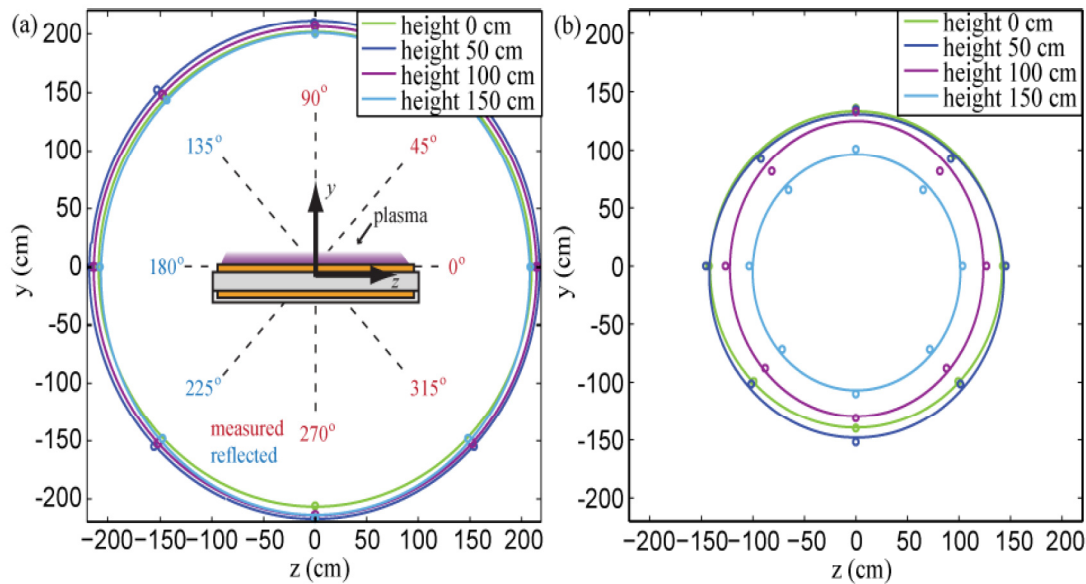 (a)
height 0 cm
height 50 cm
height 100 cm
height 150 cm
90°
135°
45°
y
plasma
180°
0°
z
225°
315°
measured
270°
reflected
200
150
100
50
0
-50
-100
-150
-200
y (cm)
−200 −150 −100 −50 0 50 100 150 200
z (cm)
(b)
height 0 cm
height 50 cm
height 100 cm
height 150 cm
200
150
100
50
0
-50
-100
-150
-200
y (cm)
−200 −150 −100 −50 0 50 100 150 200
z (cm)